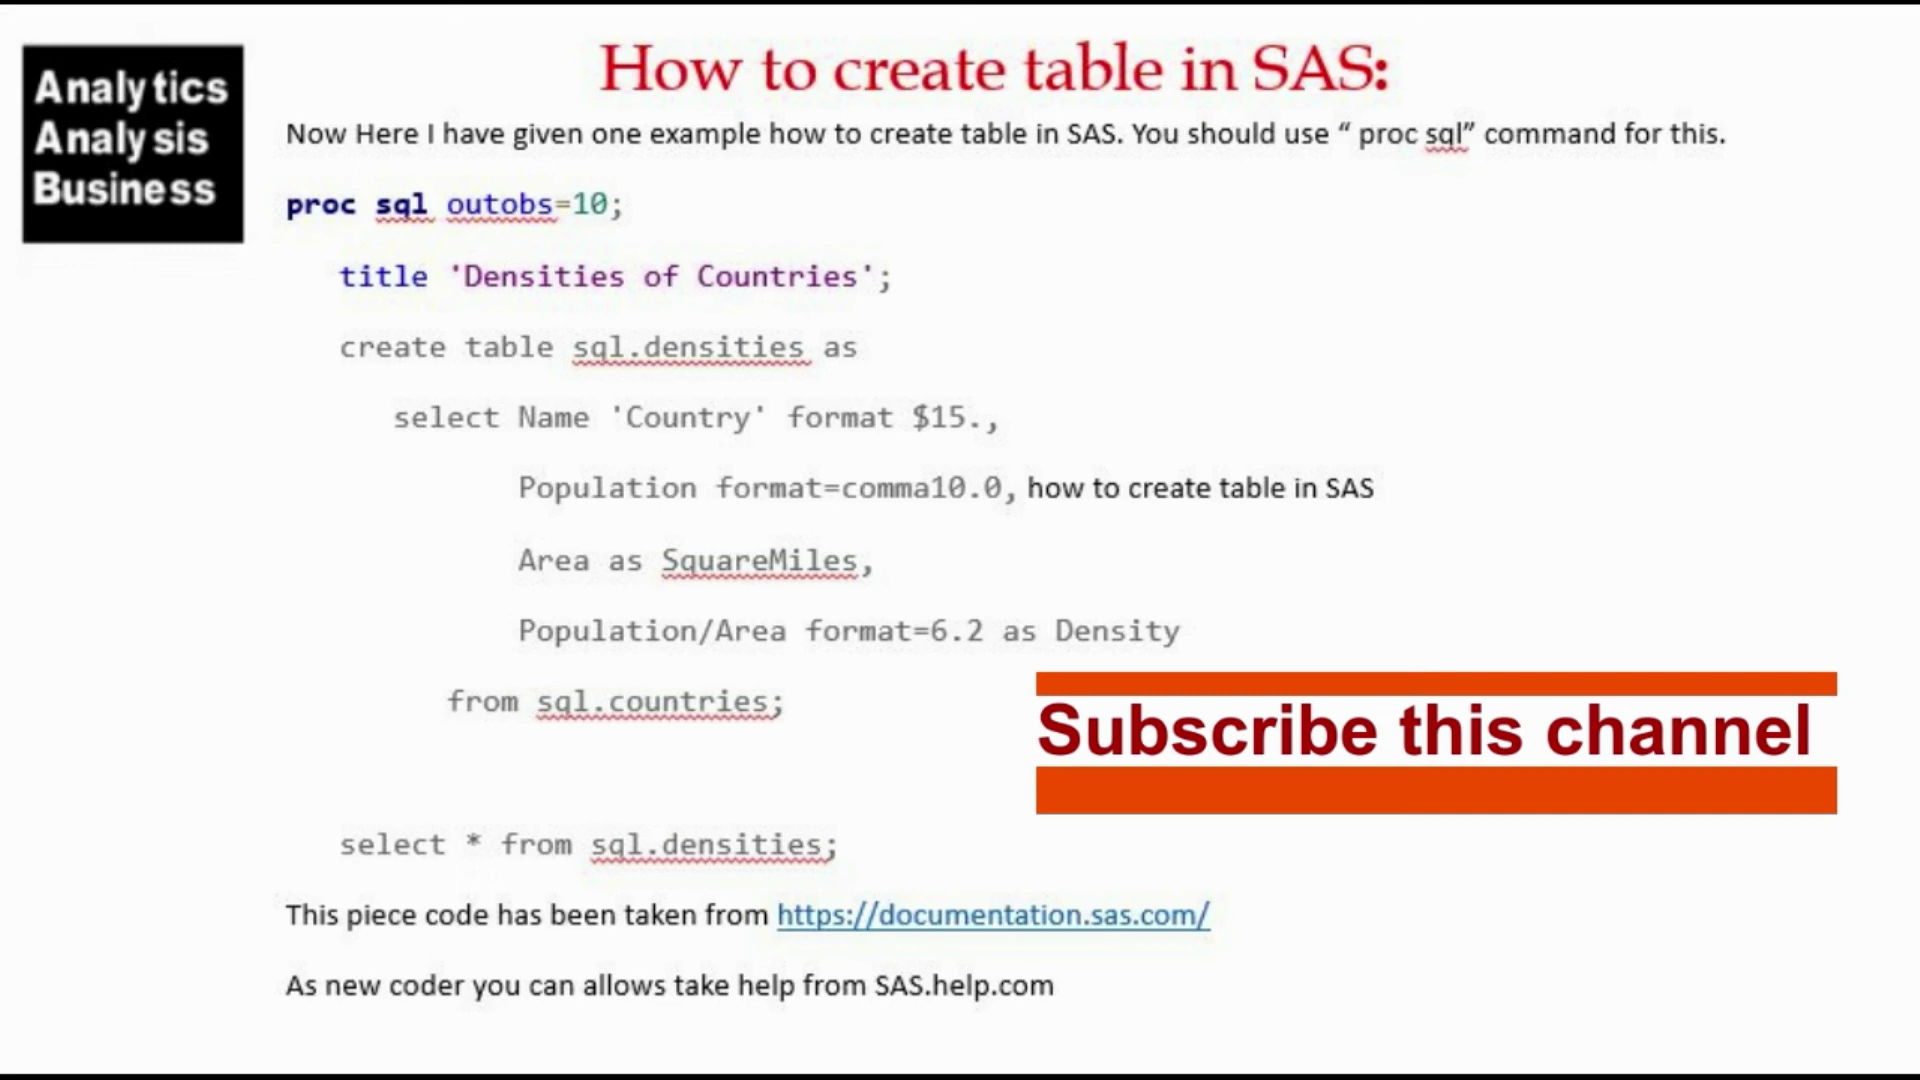 Analytics
Analysis
Business
How to create table in SAS:
Now Here I have given one example how to create table in SAS. You should use “ proc sql” command for this.
proc sql outobs=10;
title 'Densities of Countries';
create table sql.densities as
select Name 'Country' format $15.,
Population format=comma10.0, how to create table in SAS
Area as SquareMiles,
Population/Area format=6.2 as Density
from sql.countries;
Subscribe this channel
select * from sql.densities;
This piece code has been taken from https://documentation.sas.com/
As new coder you can allows take help from SAS.help.com